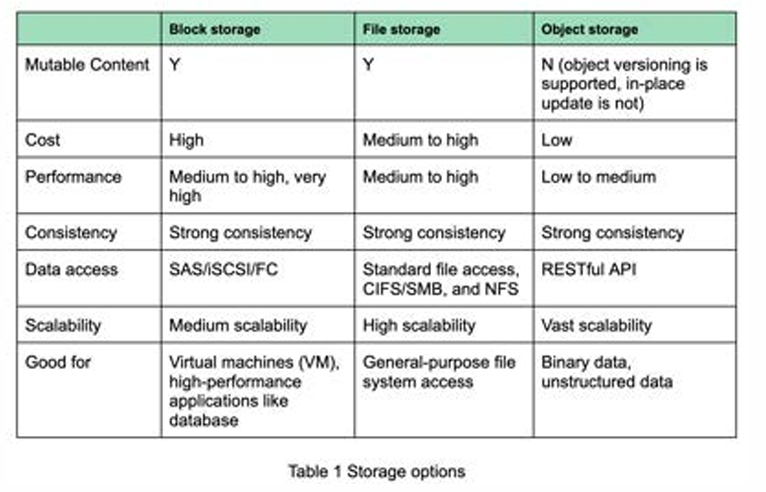 Block storage File storage Object storage
Mutable Content Y Y N (object versioning is
supported, in-place
update is not)
Cost High Medium to high Low
Performance Medium to high, very Medium to high Low to medium
high
Consistency Strong consistency Strong consistency Strong consistency
Data access SAS/iSCSI/FC Standard file access, RESTful API
CIFS/SMB, and NFS
Scalability Medium scalability High scalability Vast scalability
Good for Virtual machines (VM), General-purpose file Binary data,
high-performance system access unstructured data
applications like
database
Table 1 Storage options